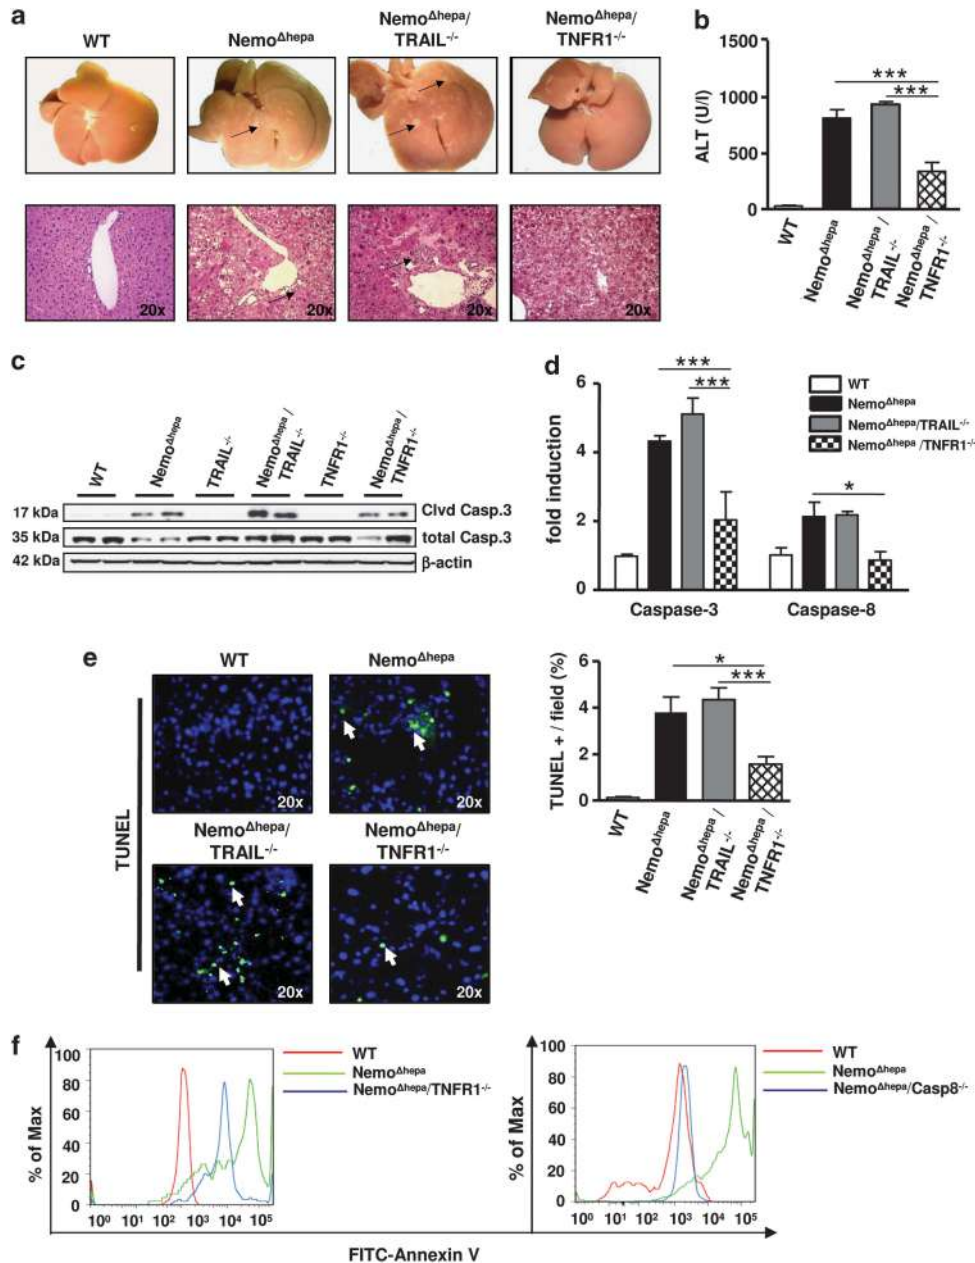 a
WT
Nemo^Δhepa
Nemo^Δhepa/
TRAIL^-/-
Nemo^Δhepa/
TNFR1^-/-
20x
20x
20x
20x
b
ALT (U/l)
1500
1000
500
0
***
***
WT
Nemo^Δhepa
Nemo^Δhepa/
TRAIL^-/-
Nemo^Δhepa/
TNFR1^-/-
c
WT
Nemo^Δhepa
TRAIL^-/-
Nemo^Δhepa/
TRAIL^-/-
TNFR1^-/-
Nemo^Δhepa/
TNFR1^-/-
17 kDa
Clvd Casp.3
35 kDa
total Casp.3
42 kDa
β-actin
d
fold induction
6
4
2
0
***
***
*
WT
Nemo^Δhepa
Nemo^Δhepa/TRAIL^-/-
Nemo^Δhepa/TNFR1^-/-
Caspase-3
Caspase-8
e
TUNEL
WT
Nemo^Δhepa
20x
20x
Nemo^Δhepa/
TRAIL^-/-
Nemo^Δhepa/
TNFR1^-/-
20x
20x
TUNEL + / field (%)
6
4
2
0
*
***
WT
Nemo^Δhepa
Nemo^Δhepa/
TRAIL^-/-
Nemo^Δhepa/
TNFR1^-/-
f
% of Max
100
80
60
40
20
0
10^0 10^1 10^2 10^3 10^4 10^5
WT
Nemo^Δhepa
Nemo^Δhepa/TNFR1^-/-
% of Max
100
80
60
40
20
0
10^0 10^1 10^2 10^3 10^4 10^5
WT
Nemo^Δhepa
Nemo^Δhepa/Casp8^-/-
FITC-Annexin V